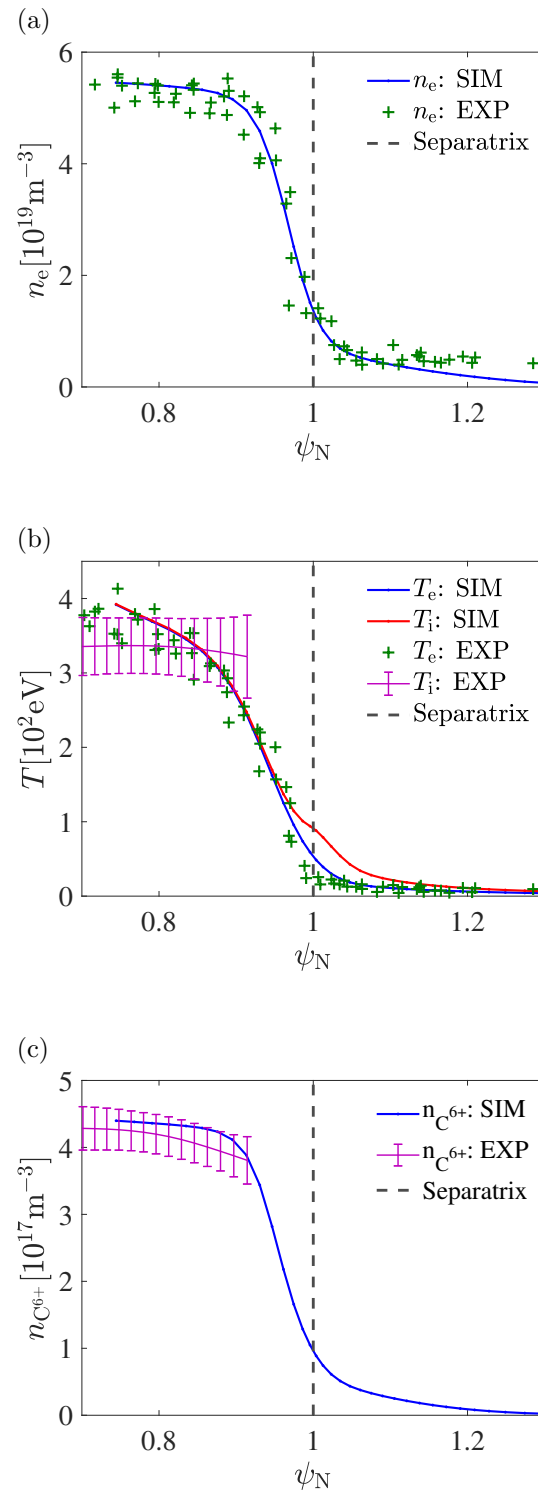 (a)
6
4
2
0
0.8
1
1.2
n_e[10^19 m^−3]
ψ_N
n_e: SIM
n_e: EXP
Separatrix
(b)
4
3
2
1
0
0.8
1
1.2
T[10^2 eV]
ψ_N
T_e: SIM
T_i: SIM
T_e: EXP
T_i: EXP
Separatrix
(c)
5
4
3
2
1
0
0.8
1
1.2
n_C^6+[10^17 m^−3]
ψ_N
n_C^6+: SIM
n_C^6+: EXP
Separatrix